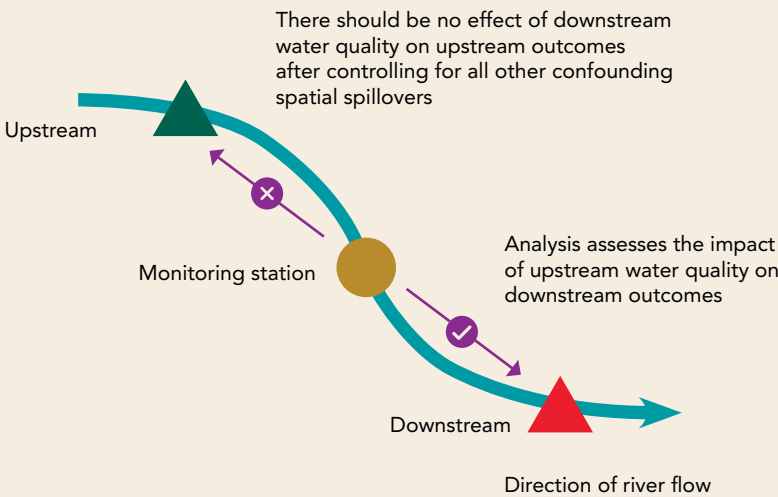 There should be no effect of downstream
water quality on upstream outcomes
after controlling for all other confounding
spatial spillovers
Upstream
Monitoring station
Analysis assesses the impact
of upstream water quality on
downstream outcomes
Downstream
Direction of river flow